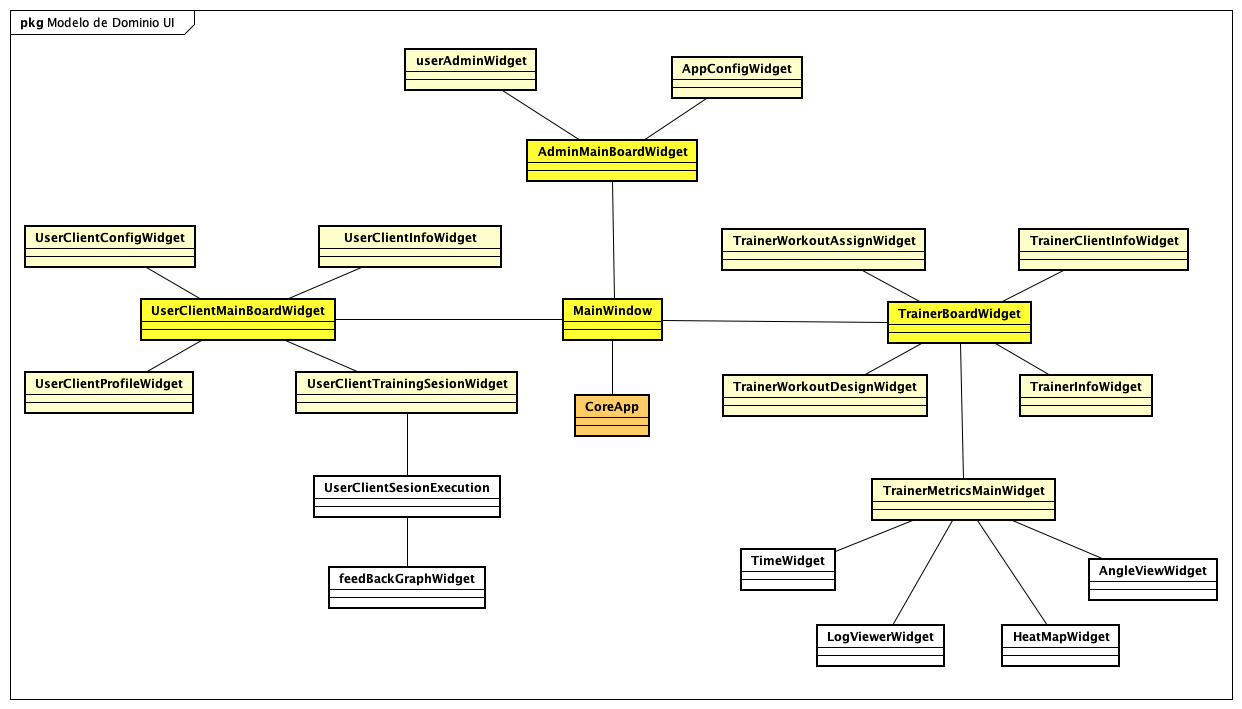 pkg Modelo de Dominio UI
userAdminWidget
AppConfigWidget
AdminMainBoardWidget
UserClientConfigWidget
UserClientInfoWidget
TrainerWorkoutAssignWidget
TrainerClientInfoWidget
UserClientMainBoardWidget
MainWindow
TrainerBoardWidget
UserClientProfileWidget
UserClientTrainingSesionWidget
CoreApp
TrainerWorkoutDesignWidget
TrainerInfoWidget
UserClientSesionExecution
TrainerMetricsMainWidget
feedBackGraphWidget
TimeWidget
AngleViewWidget
LogViewerWidget
HeatMapWidget